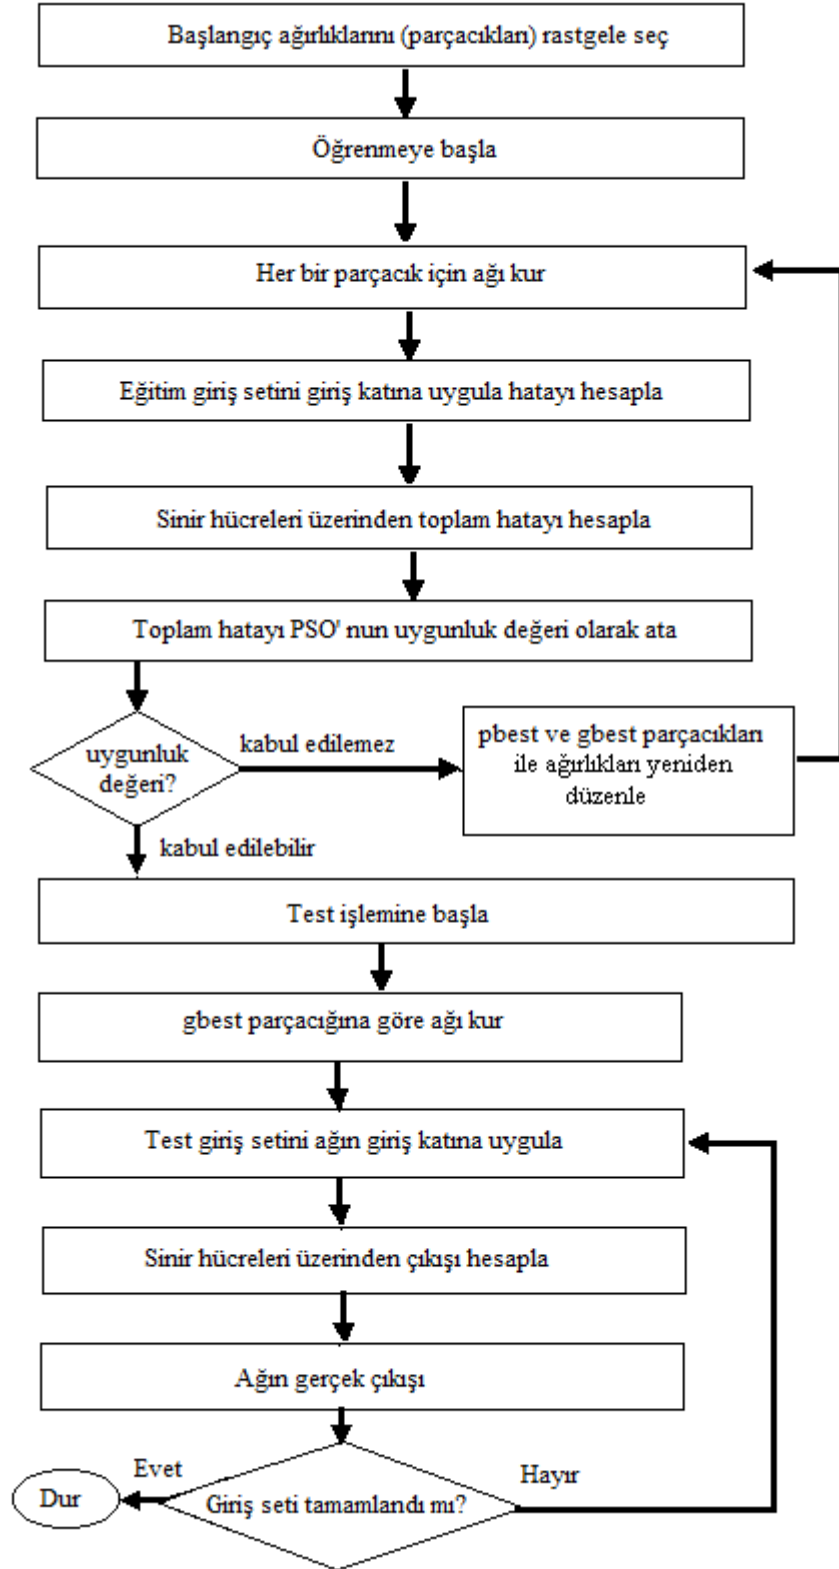 Başlangıç ağırlıklarını (parçacıkları) rastgele seç
Öğrenmeye başla
Her bir parçacık için ağı kur
Eğitim giriş setini giriş katına uygula hatayı hesapla
Sinir hücreleri üzerinden toplam hatayı hesapla
Toplam hatayı PSO' nun uygunluk değeri olarak ata
uygunluk
değeri?
kabul edilemez
pbest ve gbest parçacıkları
ile ağırlıkları yeniden
düzenle
kabul edilebilir
Test işlemine başla
gbest parçacığına göre ağı kur
Test giriş setini ağın giriş katına uygula
Sinir hücreleri üzerinden çıkışı hesapla
Ağın gerçek çıkışı
Evet
Hayır
Dur
Giriş seti tamamlandı mı?